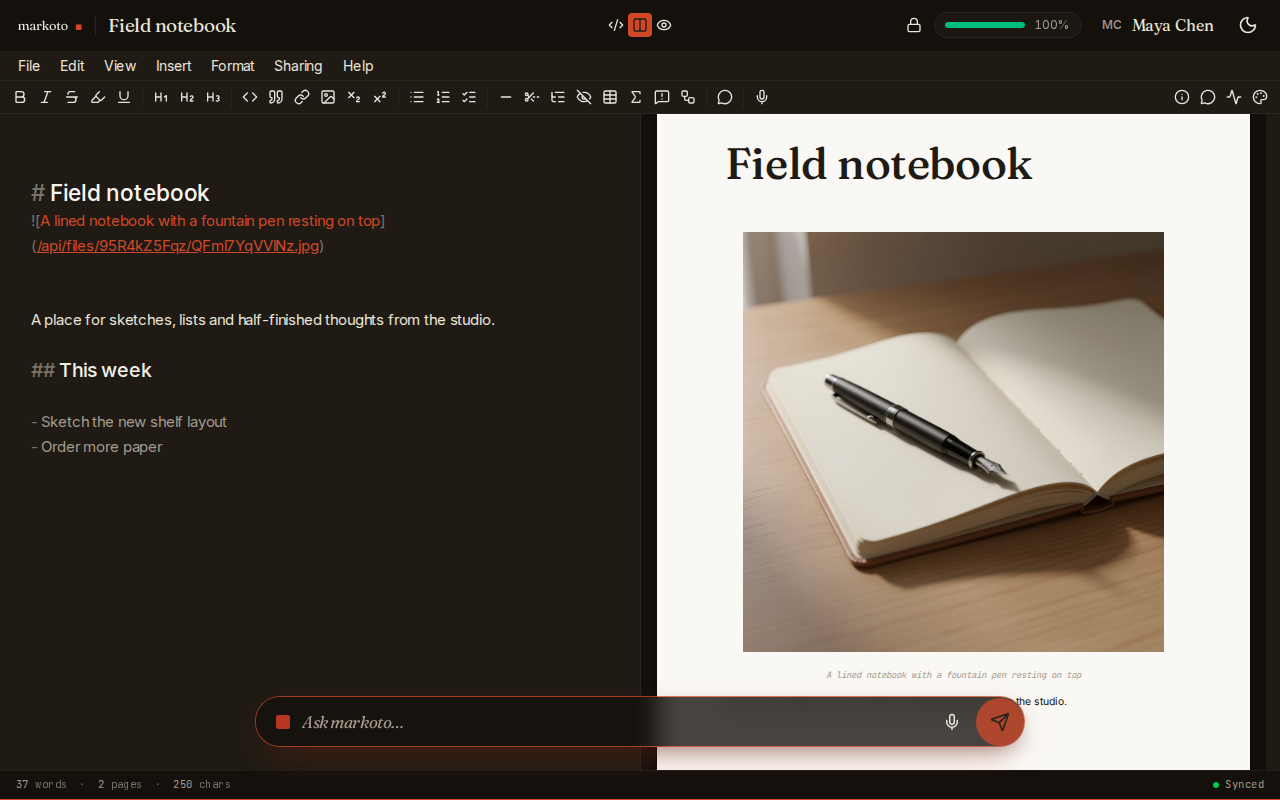 markoto
Field notebook
100%
MC Maya Chen
File Edit View Insert Format Sharing Help
H1 H2 H3
# Field notebook
![A lined notebook with a fountain pen resting on top]
(/api/files/95R4kZ5Fqz/QFml7YqVVlNz.jpg)
A place for sketches, lists and half-finished thoughts from the studio.
## This week
- Sketch the new shelf layout
- Order more paper
Field notebook
A lined notebook with a fountain pen resting on top
the studio.
Ask markoto...
37 words · 2 pages · 250 chars
Synced